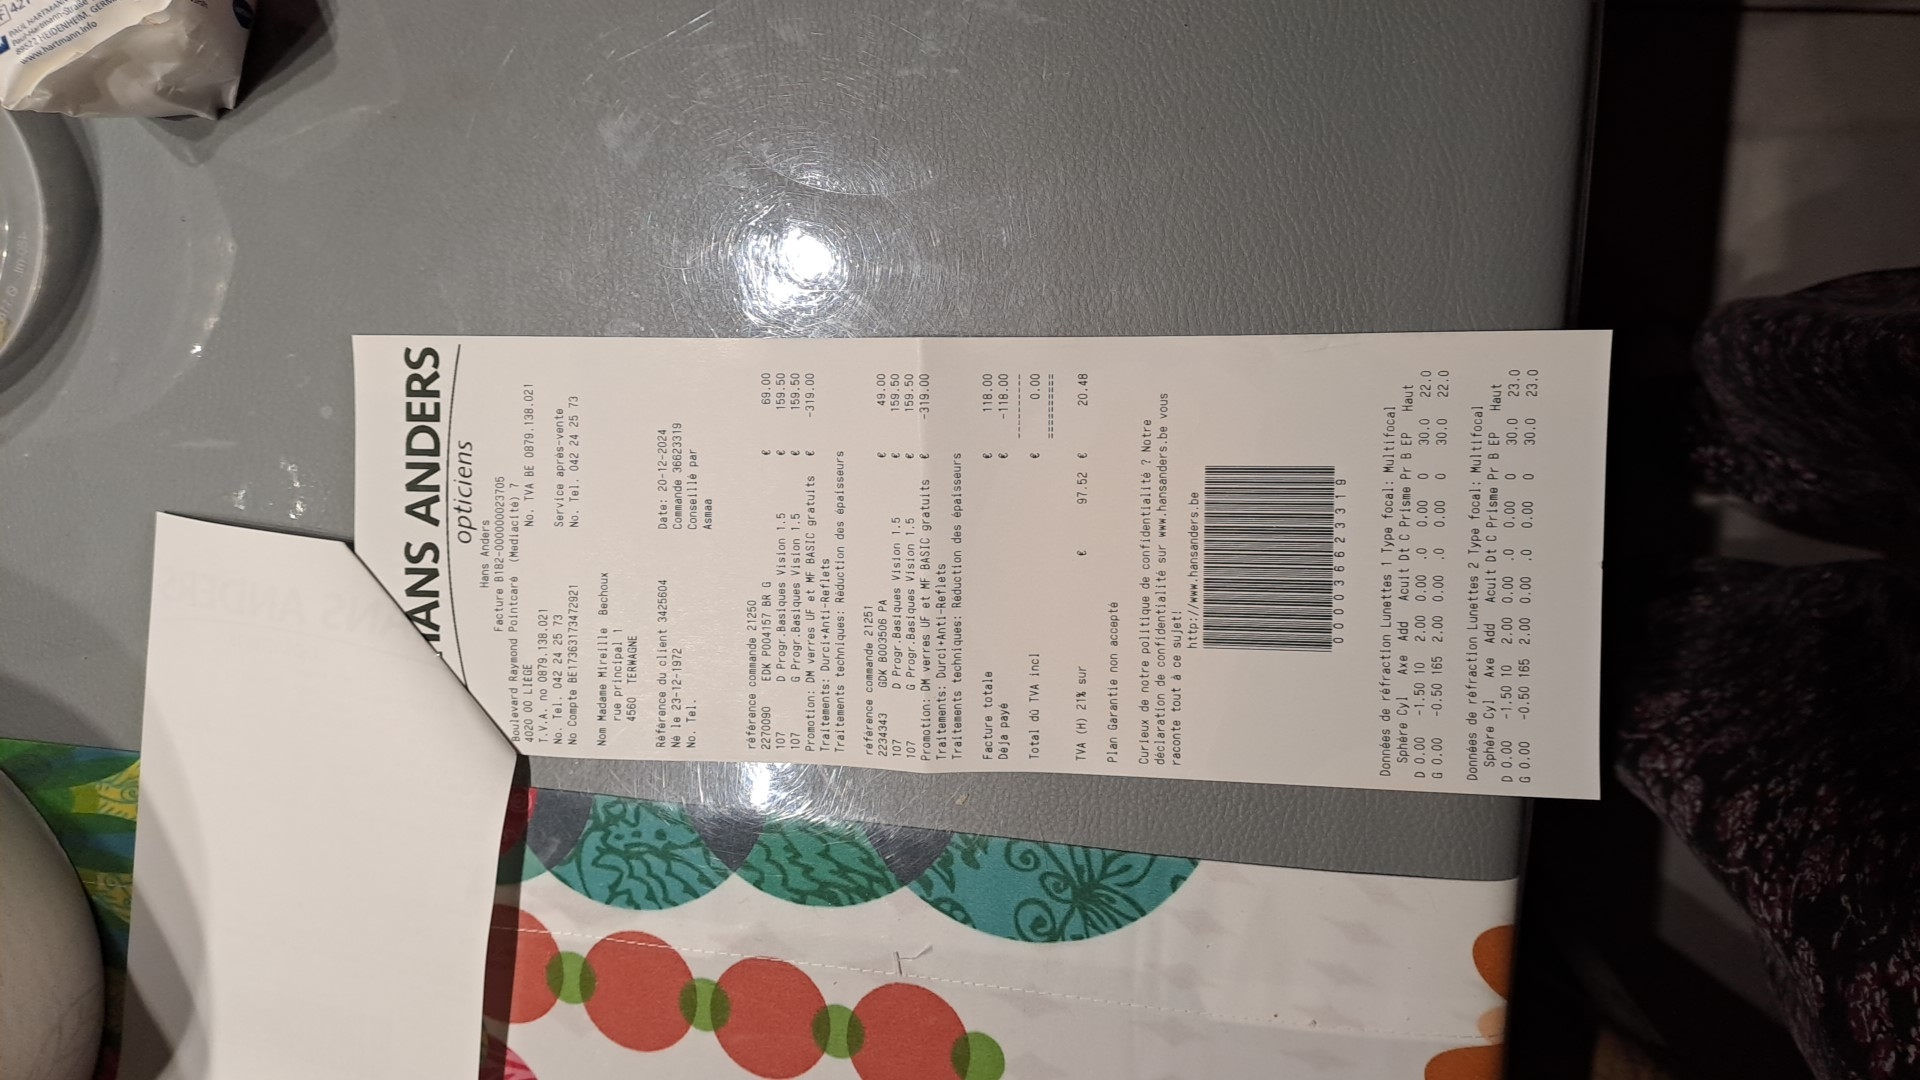 PAUL HARTMANN
Paul-Hartmann-Straße
89522 HEIDENHEIM, GERM
www.hartmann.info
HANS ANDERS
opticiens
Hans Anders
Facture B182-00000023705
Boulevard Raymond Pointcaré (Mediacité) 7
4020 00 LIEGE No. TVA BE 0879.138.021
T.V.A. no 0879.138.021
No. Tel. 042 24 25 73 Service après-vente
No Compte BE17363173472921 No. Tel. 042 24 25 73
Nom Madame Mireille Bechoux
rue principal 1
4560 TERWAGNE
Référence du client 3425604 Date: 20-12-2024
Né le 23-12-1972 Commande 36623319
No. Tel. Conseillé par
Asmaa
référence commande 21250
2270090 EDK P004157 BR G € 69.00
107 D Progr.Basiques Vision 1.5 € 159.50
107 G Progr.Basiques Vision 1.5 € 159.50
Promotion: DM verres UF et MF BASIC gratuits € -319.00
Traitements: Durci+Anti-Reflets
Traitements techniques: Réduction des épaisseurs
référence commande 21251
2234343 GDK B003506 PA € 49.00
107 D Progr.Basiques Vision 1.5 € 159.50
107 G Progr.Basiques Vision 1.5 € 159.50
Promotion: DM verres UF et MF BASIC gratuits € -319.00
Traitements: Durci+Anti-Reflets
Traitements techniques: Réduction des épaisseurs
Facture totale € 118.00
Déja payé € -118.00
Total dû TVA incl € 0.00
TVA (H) 21% sur € 97.52 € 20.48
Plan Garantie non accepté
Curieux de notre politique de confidentialité ? Notre
déclaration de confidentialité sur www.hansanders.be vous
raconte tout à ce sujet!
http://www.hansanders.be
000036623319
Données de réfraction Lunettes 1 Type focal: Multifocal
Sphère Cyl Axe Add Acuit Dt C Prisme Pr B EP Haut
D 0.00 -1.50 10 2.00 0.00 .0 0.00 0 30.0 22.0
G 0.00 -0.50 165 2.00 0.00 .0 0.00 0 30.0 22.0
Données de réfraction Lunettes 2 Type focal: Multifocal
Sphère Cyl Axe Add Acuit Dt C Prisme Pr B EP Haut
D 0.00 -1.50 10 2.00 0.00 .0 0.00 0 30.0 23.0
G 0.00 -0.50 165 2.00 0.00 .0 0.00 0 30.0 23.0